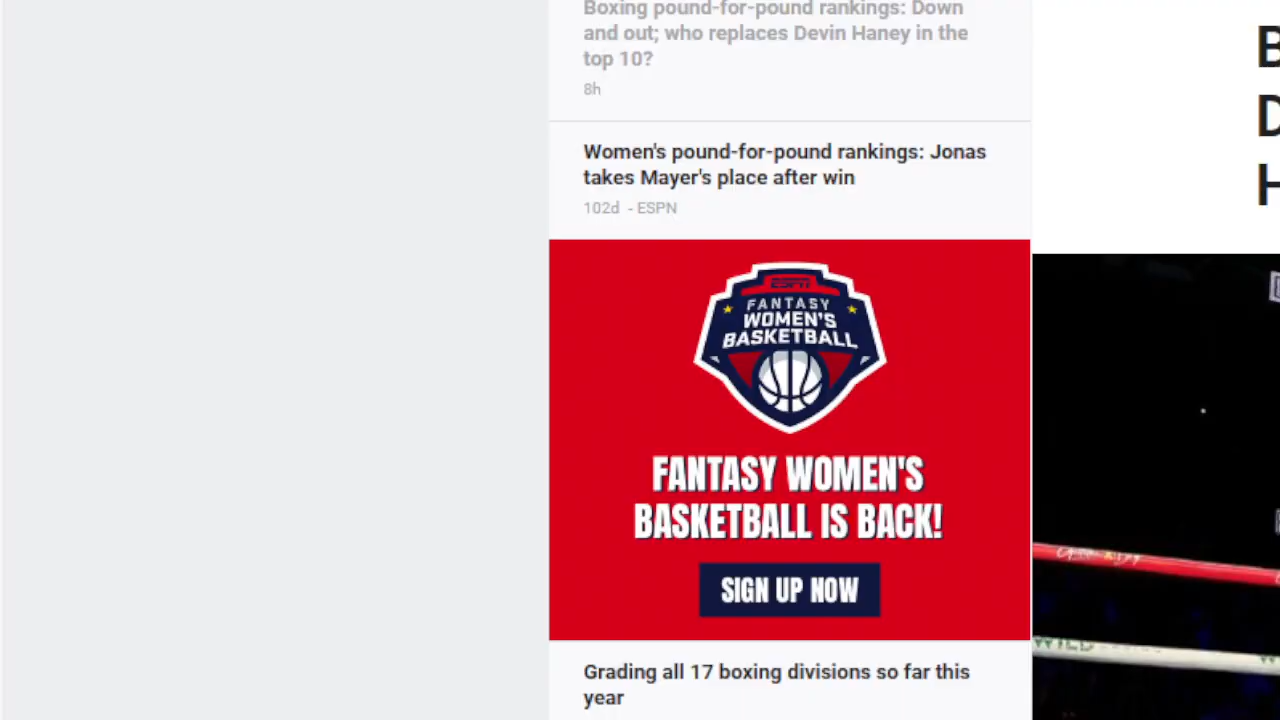 Boxing pound-for-pound rankings: Down
and out; who replaces Devin Haney in the
top 10?
8h
Women's pound-for-pound rankings: Jonas
takes Mayer's place after win
102d - ESPN
ESPN
FANTASY
WOMEN'S
BASKETBALL
FANTASY WOMEN'S
BASKETBALL IS BACK!
SIGN UP NOW
Grading all 17 boxing divisions so far this
year
B
D
H
WILD